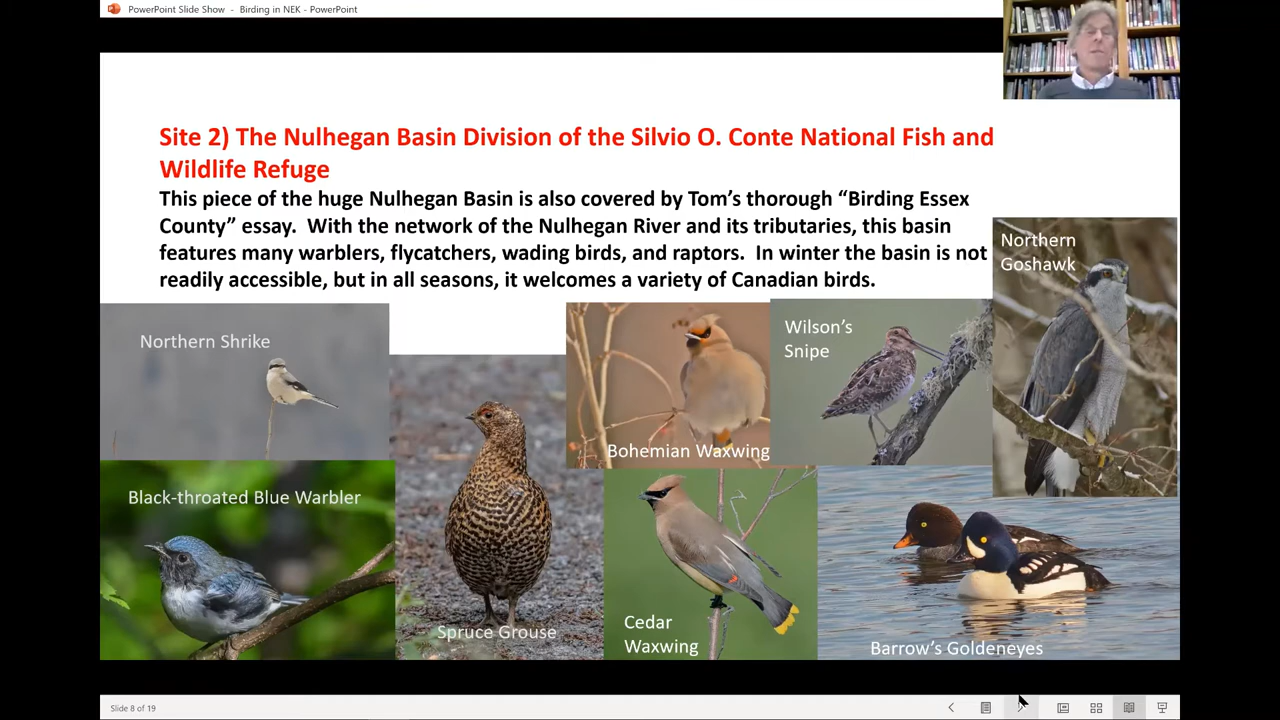 PowerPoint Slide Show - Birding in NEK - PowerPoint
Site 2) The Nulhegan Basin Division of the Silvio O. Conte National Fish and
Wildlife Refuge
This piece of the huge Nulhegan Basin is also covered by Tom’s thorough “Birding Essex
County” essay. With the network of the Nulhegan River and its tributaries, this basin
features many warblers, flycatchers, wading birds, and raptors. In winter the basin is not
readily accessible, but in all seasons, it welcomes a variety of Canadian birds.
Northern
Goshawk
Northern Shrike
Wilson’s
Snipe
Bohemian Waxwing
Black-throated Blue Warbler
Spruce Grouse
Cedar
Waxwing
Barrow’s Goldeneyes
Slide 8 of 19